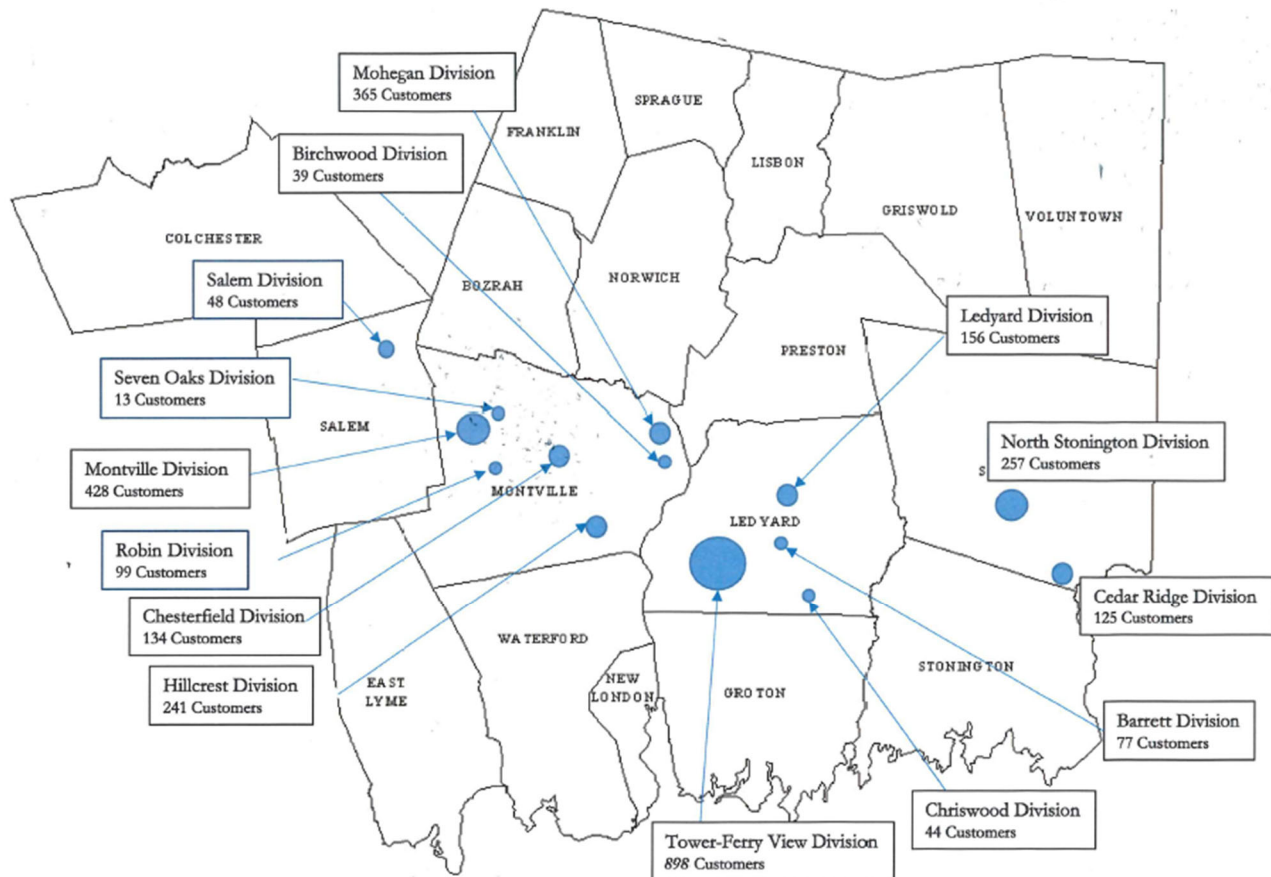 Mohegan Division
365 Customers
SPRAGUE
FRANKLIN
Birchwood Division
39 Customers
LISBON
GRISWOLD
VOLUNTOWN
COLCHESTER
Salem Division
48 Customers
BOZRAH
NORWICH
Ledyard Division
156 Customers
PRESTON
Seven Oaks Division
13 Customers
SALEM
North Stonington Division
257 Customers
S
Montville Division
428 Customers
MONTVILLE
LEDYARD
Robin Division
99 Customers
Cedar Ridge Division
125 Customers
Chesterfield Division
134 Customers
WATERFORD
STONINGTON
Hillcrest Division
241 Customers
EAST
LYME
NEW
LONDON
GROTON
Barrett Division
77 Customers
Chriswood Division
44 Customers
Tower-Ferry View Division
898 Customers